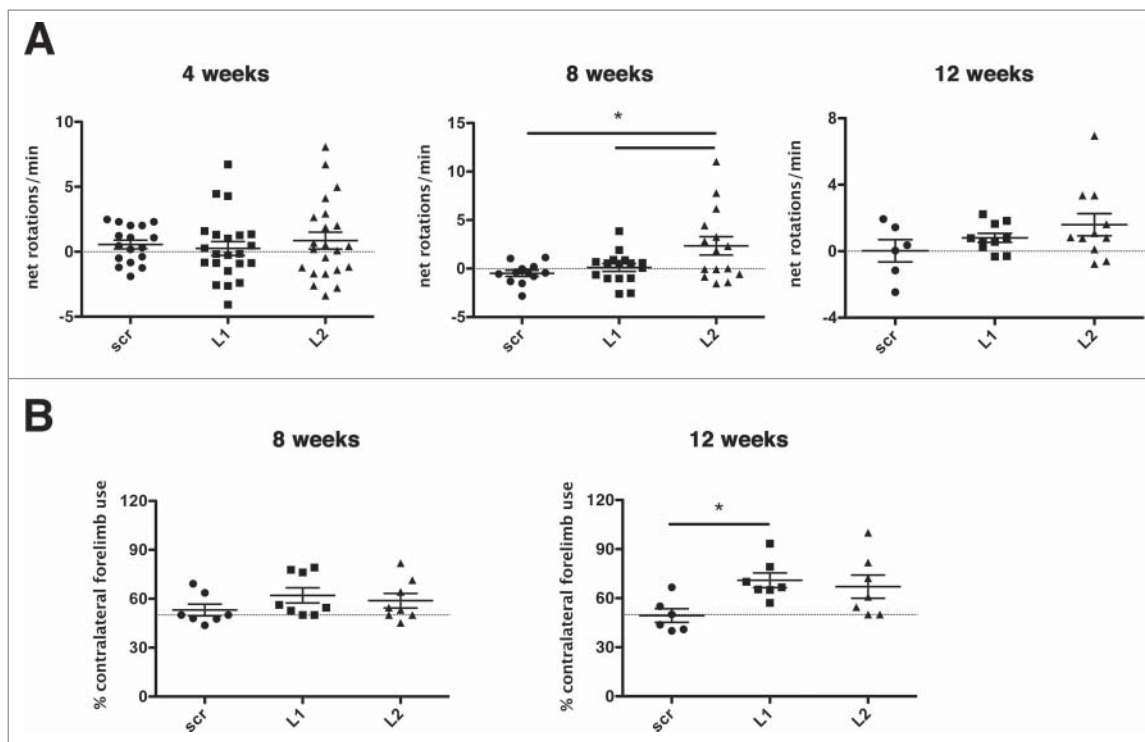 A
4 weeks
8 weeks
12 weeks
net rotations/min
10
5
0
-5
scr
L1
L2
net rotations/min
15
10
5
0
-5
*
scr
L1
L2
net rotations/min
8
4
0
-4
scr
L1
L2
B
8 weeks
12 weeks
% contralateral forelimb use
120
90
60
30
0
scr
L1
L2
% contralateral forelimb use
120
90
60
30
0
*
scr
L1
L2